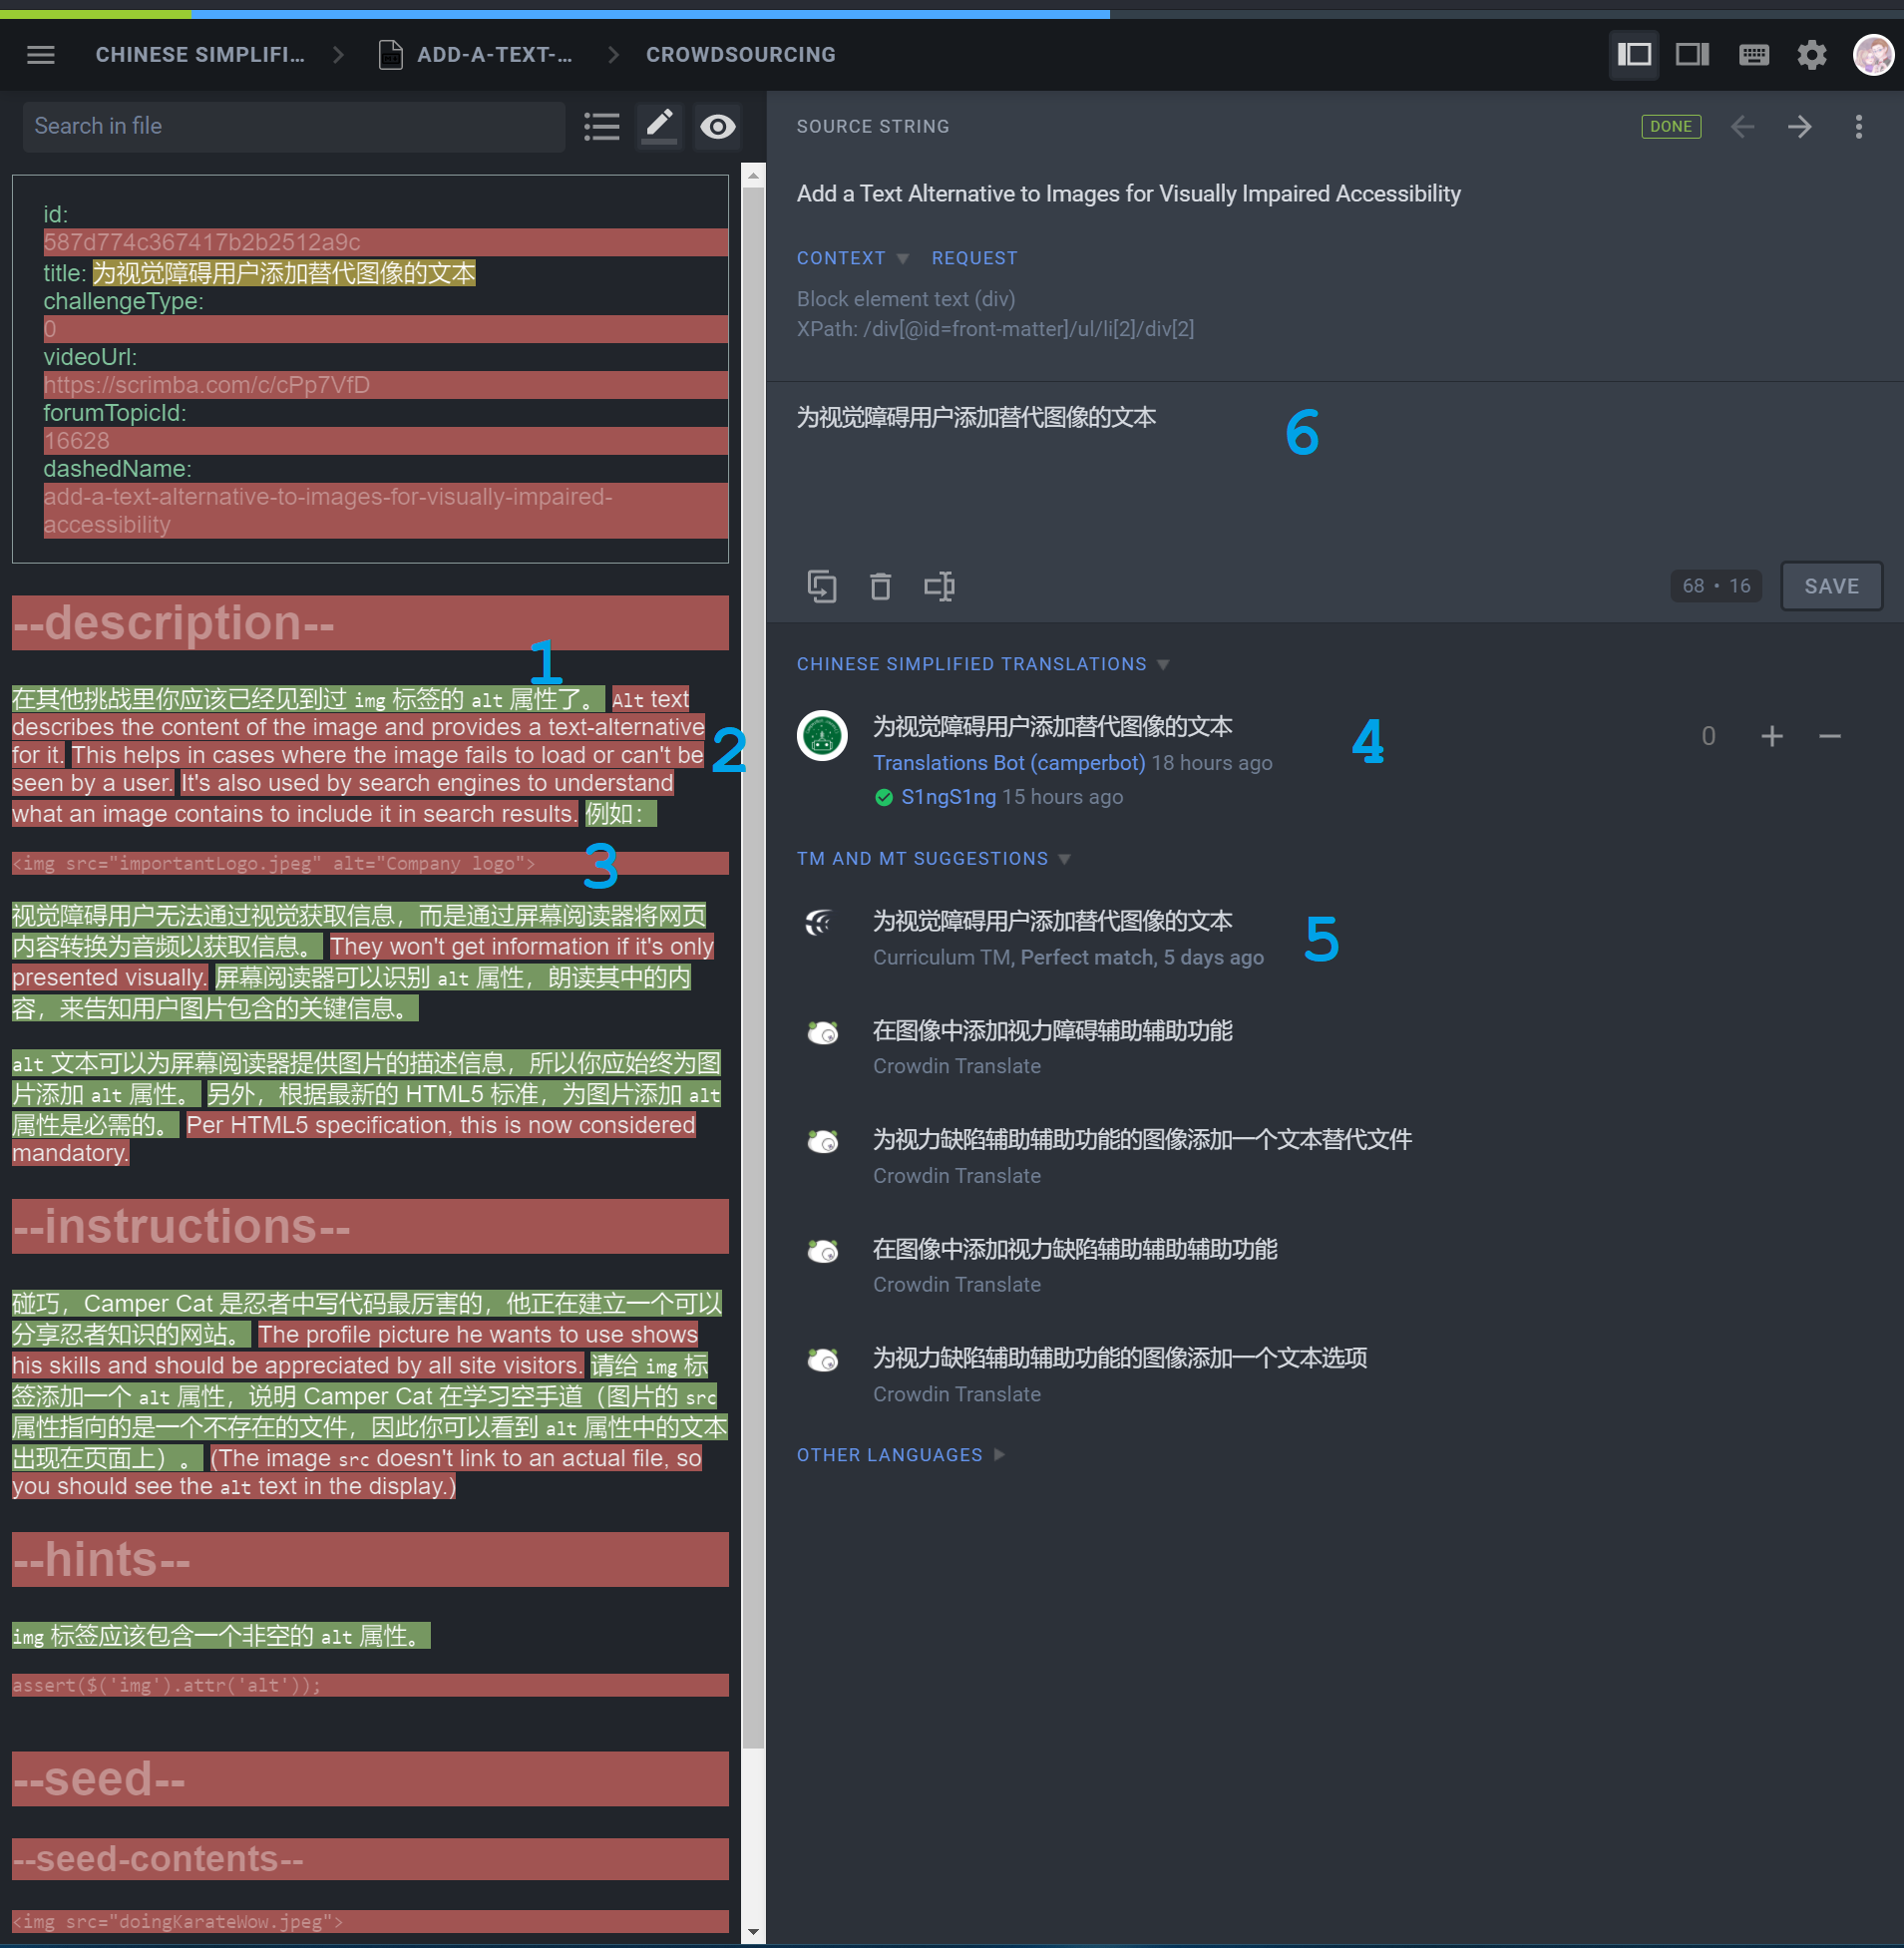 CHINESE SIMPLIFI...
ADD-A-TEXT-...
CROWDSOURCING
Search in file
id:
587d774c367417b2b2512a9c
title: 为视觉障碍用户添加替代图像的文本
challengeType:
0
videoUrl:
https://scrimba.com/c/cPp7VfD
forumTopicId:
16628
dashedName:
add-a-text-alternative-to-images-for-visually-impaired-
accessibility
--description--
1
在其他挑战里你应该已经见到过 img 标签的 alt 属性了。 Alt text
describes the content of the image and provides a text-alternative
for it. This helps in cases where the image fails to load or can't be
2
seen by a user. It's also used by search engines to understand
what an image contains to include it in search results. 例如：
<img src="importantLogo.jpeg" alt="Company logo">
3
视觉障碍用户无法通过视觉获取信息，而是通过屏幕阅读器将网页
内容转换为音频以获取信息。 They won't get information if it's only
presented visually. 屏幕阅读器可以识别 alt 属性，朗读其中的内
容，来告知用户图片包含的关键信息。
alt 文本可以为屏幕阅读器提供图片的描述信息，所以你应始终为图
片添加 alt 属性。 另外，根据最新的 HTML5 标准，为图片添加 alt
属性是必需的。 Per HTML5 specification, this is now considered
mandatory.
--instructions--
碰巧，Camper Cat 是忍者中写代码最厉害的，他正在建立一个可以
分享忍者知识的网站。 The profile picture he wants to use shows
his skills and should be appreciated by all site visitors. 请给 img 标
签添加一个 alt 属性，说明 Camper Cat 在学习空手道（图片的 src
属性指向的是一个不存在的文件，因此你可以看到 alt 属性中的文本
出现在页面上）。 (The image src doesn't link to an actual file, so
you should see the alt text in the display.)
--hints--
img 标签应该包含一个非空的 alt 属性。
assert($('img').attr('alt'));
--seed--
--seed-contents--
<img src="doingKarateWow.jpeg">
SOURCE STRING
DONE
Add a Text Alternative to Images for Visually Impaired Accessibility
CONTEXT REQUEST
Block element text (div)
XPath: /div[@id=front-matter]/ul/li[2]/div[2]
为视觉障碍用户添加替代图像的文本
6
68 • 16
SAVE
CHINESE SIMPLIFIED TRANSLATIONS
为视觉障碍用户添加替代图像的文本
4
0
Translations Bot (camperbot) 18 hours ago
S1ngS1ng 15 hours ago
TM AND MT SUGGESTIONS
为视觉障碍用户添加替代图像的文本
5
Curriculum TM, Perfect match, 5 days ago
在图像中添加视力障碍辅助辅助功能
Crowdin Translate
为视力缺陷辅助辅助功能的图像添加一个文本替代文件
Crowdin Translate
在图像中添加视力缺陷辅助辅助辅助功能
Crowdin Translate
为视力缺陷辅助辅助功能的图像添加一个文本选项
Crowdin Translate
OTHER LANGUAGES